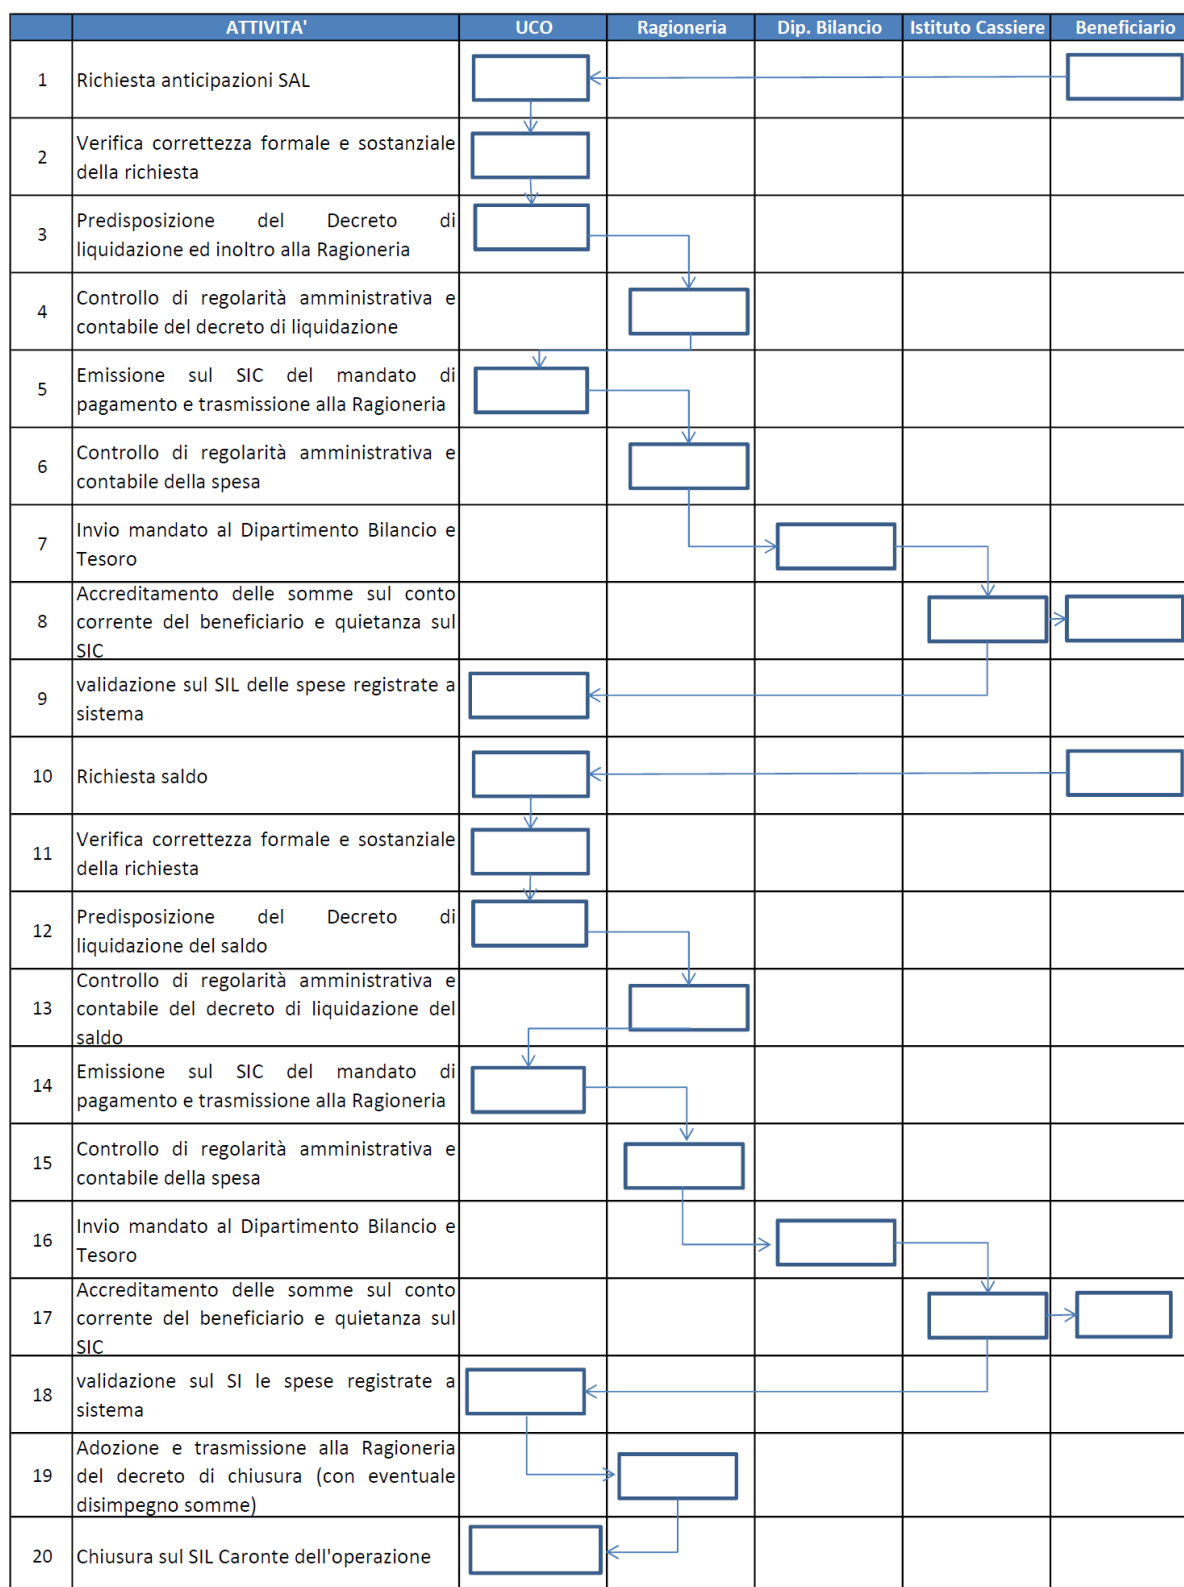 ATTIVITA' UCO Ragioneria Dip. Bilancio Istituto Cassiere Beneficiario
1 Richiesta anticipazioni SAL
2 Verifica correttezza formale e sostanziale
della richiesta
3 Predisposizione del Decreto di
liquidazione ed inoltro alla Ragioneria
4 Controllo di regolarità amministrativa e
contabile del decreto di liquidazione
5 Emissione sul SIC del mandato di
pagamento e trasmissione alla Ragioneria
6 Controllo di regolarità amministrativa e
contabile della spesa
7 Invio mandato al Dipartimento Bilancio e
Tesoro
8 Accreditamento delle somme sul conto
corrente del beneficiario e quietanza sul
SIC
9 validazione sul SIL delle spese registrate a
sistema
10 Richiesta saldo
11 Verifica correttezza formale e sostanziale
della richiesta
12 Predisposizione del Decreto di
liquidazione del saldo
13 Controllo di regolarità amministrativa e
contabile del decreto di liquidazione del
saldo
14 Emissione sul SIC del mandato di
pagamento e trasmissione alla Ragioneria
15 Controllo di regolarità amministrativa e
contabile della spesa
16 Invio mandato al Dipartimento Bilancio e
Tesoro
17 Accreditamento delle somme sul conto
corrente del beneficiario e quietanza sul
SIC
18 validazione sul SI le spese registrate a
sistema
19 Adozione e trasmissione alla Ragioneria
del decreto di chiusura (con eventuale
disimpegno somme)
20 Chiusura sul SIL Caronte dell'operazione